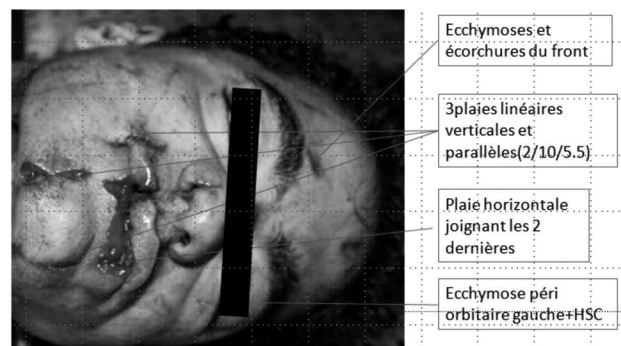 Ecchymoses et
écorchures du front
3plaies linéaires
verticales et
parallèles(2/10/5.5)
Plaie horizontale
joignant les 2
dernières
Ecchymose péri
orbitaire gauche+HSC